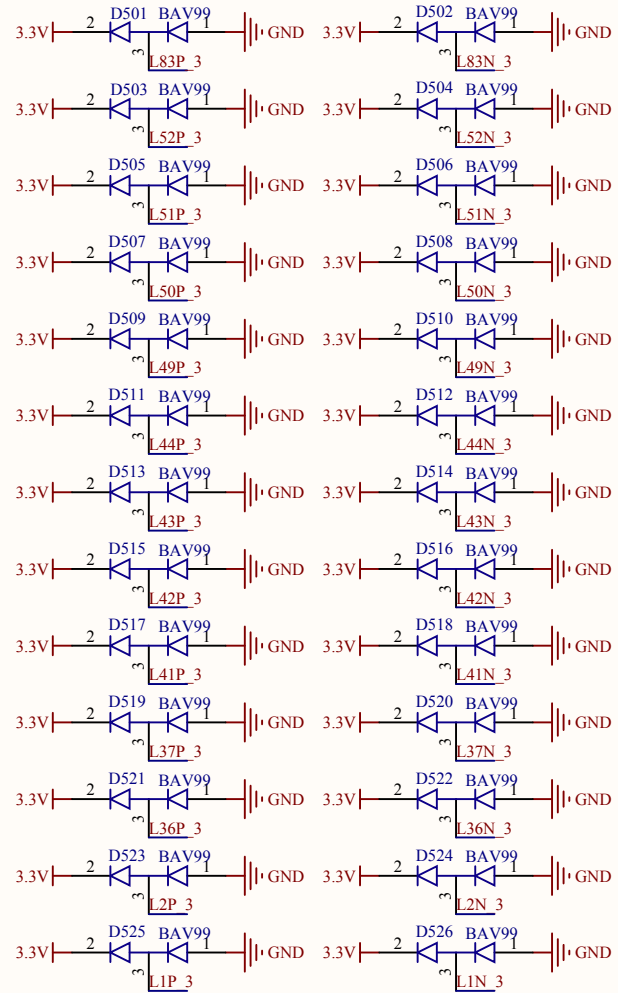 D501 BAV99 D502 BAV99
3.3V 2 1 GND 3.3V 2 1 GND
3 L83P_3 3 L83N_3
D503 BAV99 D504 BAV99
3.3V 2 1 GND 3.3V 2 1 GND
3 L52P_3 3 L52N_3
D505 BAV99 D506 BAV99
3.3V 2 1 GND 3.3V 2 1 GND
3 L51P_3 3 L51N_3
D507 BAV99 D508 BAV99
3.3V 2 1 GND 3.3V 2 1 GND
3 L50P_3 3 L50N_3
D509 BAV99 D510 BAV99
3.3V 2 1 GND 3.3V 2 1 GND
3 L49P_3 3 L49N_3
D511 BAV99 D512 BAV99
3.3V 2 1 GND 3.3V 2 1 GND
3 L44P_3 3 L44N_3
D513 BAV99 D514 BAV99
3.3V 2 1 GND 3.3V 2 1 GND
3 L43P_3 3 L43N_3
D515 BAV99 D516 BAV99
3.3V 2 1 GND 3.3V 2 1 GND
3 L42P_3 3 L42N_3
D517 BAV99 D518 BAV99
3.3V 2 1 GND 3.3V 2 1 GND
3 L41P_3 3 L41N_3
D519 BAV99 D520 BAV99
3.3V 2 1 GND 3.3V 2 1 GND
3 L37P_3 3 L37N_3
D521 BAV99 D522 BAV99
3.3V 2 1 GND 3.3V 2 1 GND
3 L36P_3 3 L36N_3
D523 BAV99 D524 BAV99
3.3V 2 1 GND 3.3V 2 1 GND
3 L2P_3 3 L2N_3
D525 BAV99 D526 BAV99
3.3V 2 1 GND 3.3V 2 1 GND
3 L1P_3 3 L1N_3